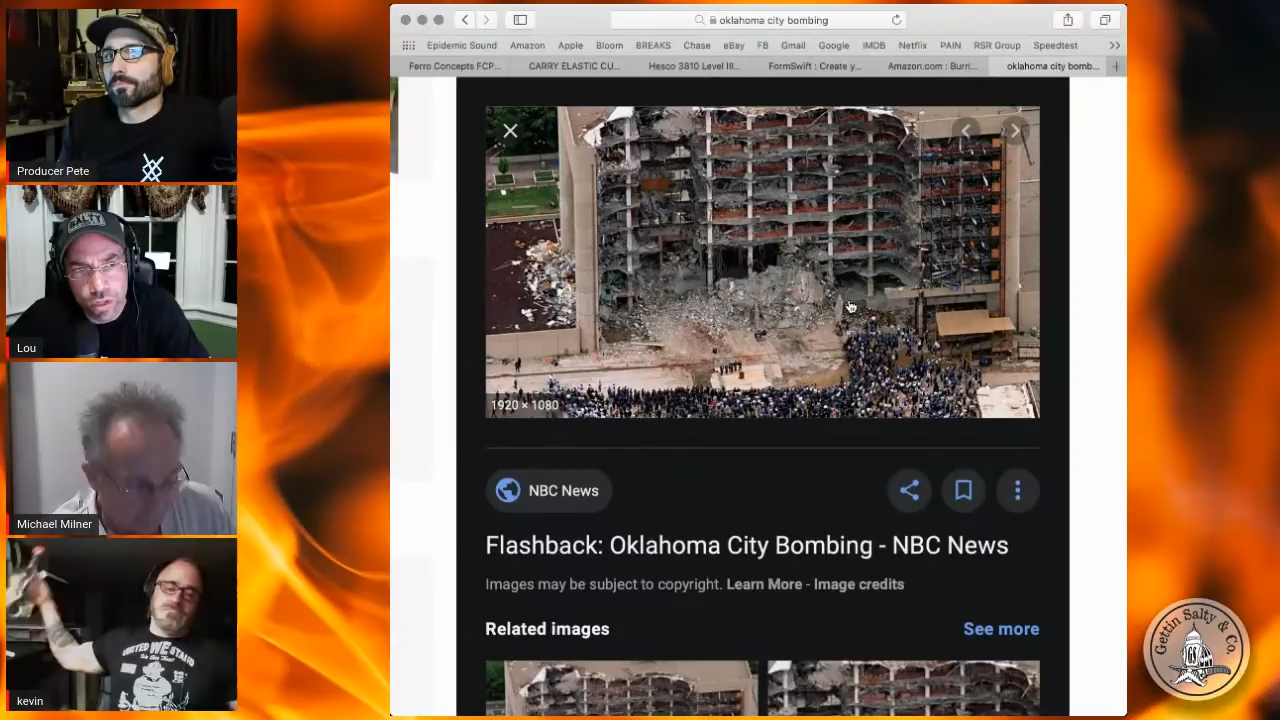 Producer Pete
SALTY
Lou
Michael Milner
UNITED WE STAND
kevin
oklahoma city bombing
Epidemic Sound Amazon Apple Bloom BREAKS Chase eBay FB Gmail Google IMDB Netflix PAIN RSR Group Speedtest
Ferro Concepts FCP... CARRY ELASTIC CU... Hesco 3810 Level III... FormSwift : Create y... Amazon.com : Burri... oklahoma city bomb...
1920 × 1080
NBC News
Flashback: Oklahoma City Bombing - NBC News
Images may be subject to copyright. Learn More - Image credits
Related images See more
Gettin Salty & Co.